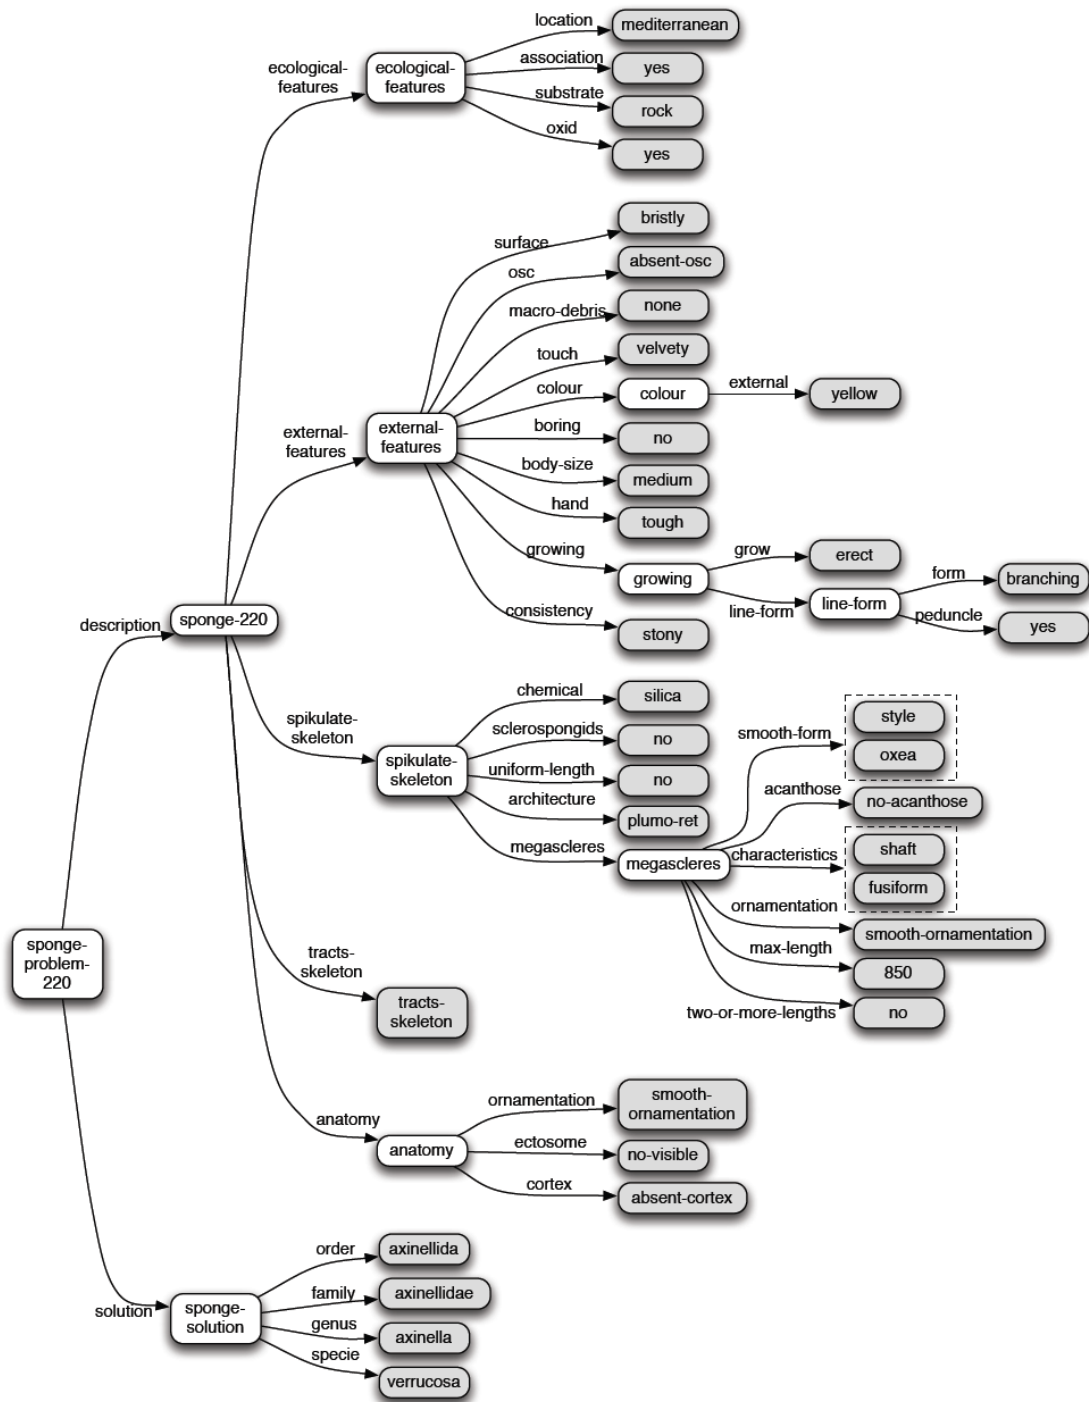 location
mediterranean
ecological-
features
ecological-
features
association
yes
substrate
rock
oxid
yes
bristly
surface
osc
absent-osc
macro-debris
none
touch
velvety
colour
colour
external
yellow
external-
features
external-
features
boring
no
body-size
medium
hand
tough
growing
growing
grow
erect
line-form
line-form
form
branching
peduncle
yes
consistency
stony
description
sponge-220
spikulate-
skeleton
spikulate-
skeleton
chemical
silica
sclerospongids
no
uniform-length
no
architecture
plumo-ret
megascleres
megascleres
smooth-form
style
oxea
acanthose
no-acanthose
characteristics
shaft
fusiform
ornamentation
smooth-ornamentation
max-length
850
two-or-more-lengths
no
sponge-
problem-
220
tracts-
skeleton
tracts-
skeleton
anatomy
anatomy
ornamentation
smooth-
ornamentation
ectosome
no-visible
cortex
absent-cortex
solution
sponge-
solution
order
axinellida
family
axinellidae
genus
axinella
specie
verrucosa